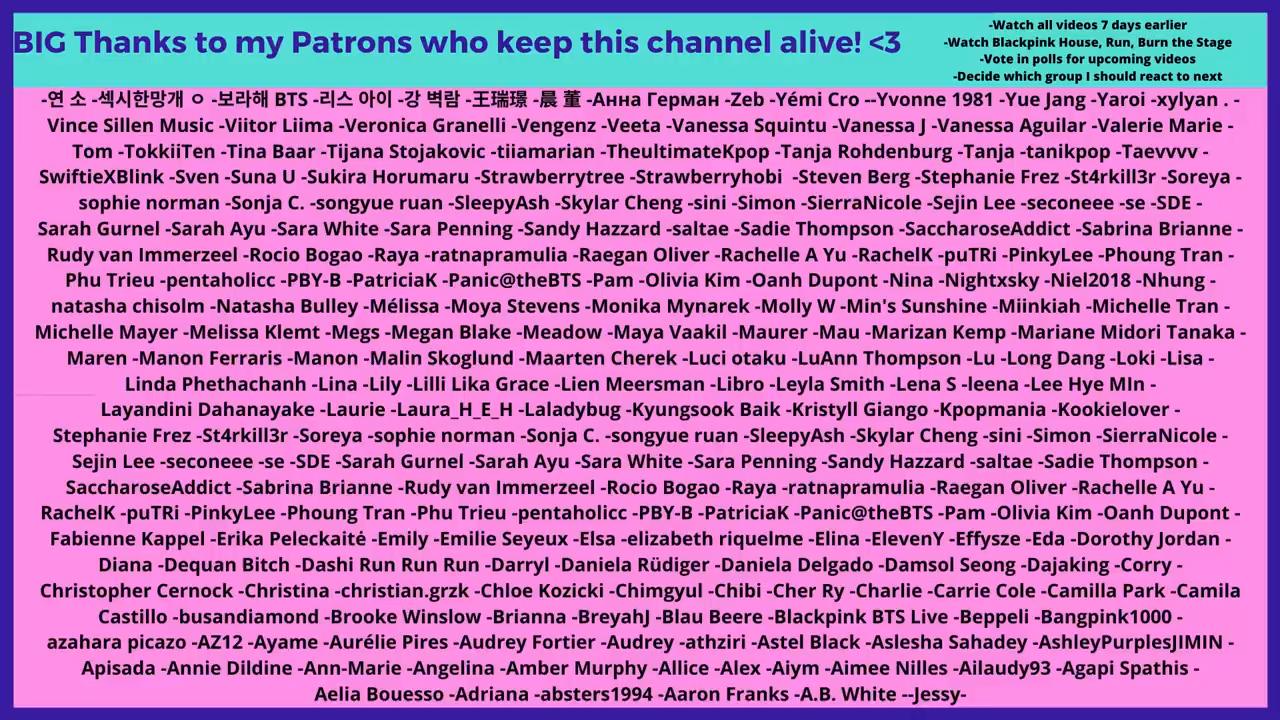 BIG Thanks to my Patrons who keep this channel alive! <3
-Watch all videos 7 days earlier
-Watch Blackpink House, Run, Burn the Stage
-Vote in polls for upcoming videos
-Decide which group I should react to next
-연 소 -섹시한망개 ㅇ -보라해 BTS -리스 아이 -강 벽람 -王瑞璟 -晨 董 -Анна Герман -Zeb -Yémi Cro --Yvonne 1981 -Yue Jang -Yaroi -xylyan . -
Vince Sillen Music -Viitor Liima -Veronica Granelli -Vengenz -Veeta -Vanessa Squintu -Vanessa J -Vanessa Aguilar -Valerie Marie -
Tom -TokkiiTen -Tina Baar -Tijana Stojakovic -tiiamarian -TheultimateKpop -Tanja Rohdenburg -Tanja -tanikpop -Taevvvv -
SwiftieXBlink -Sven -Suna U -Sukira Horumaru -Strawberrytree -Strawberryhobi -Steven Berg -Stephanie Frez -St4rkill3r -Soreya -
sophie norman -Sonja C. -songyue ruan -SleepyAsh -Skylar Cheng -sini -Simon -SierraNicole -Sejin Lee -seconeee -se -SDE -
Sarah Gurnel -Sarah Ayu -Sara White -Sara Penning -Sandy Hazzard -saltae -Sadie Thompson -SaccharoseAddict -Sabrina Brianne -
Rudy van Immerzeel -Rocio Bogao -Raya -ratnapramulia -Raegan Oliver -Rachelle A Yu -RachelK -puTRi -PinkyLee -Phoung Tran -
Phu Trieu -pentaholicc -PBY-B -PatriciaK -Panic@theBTS -Pam -Olivia Kim -Oanh Dupont -Nina -Nightxsky -Niel2018 -Nhung -
natasha chisolm -Natasha Bulley -Mélissa -Moya Stevens -Monika Mynarek -Molly W -Min's Sunshine -Miinkiah -Michelle Tran -
Michelle Mayer -Melissa Klemt -Megs -Megan Blake -Meadow -Maya Vaakil -Maurer -Mau -Marizan Kemp -Mariane Midori Tanaka -
Maren -Manon Ferraris -Manon -Malin Skoglund -Maarten Cherek -Luci otaku -LuAnn Thompson -Lu -Long Dang -Loki -Lisa -
Linda Phethachanh -Lina -Lily -Lilli Lika Grace -Lien Meersman -Libro -Leyla Smith -Lena S -leena -Lee Hye MIn -
Layandini Dahanayake -Laurie -Laura_H_E_H -Laladybug -Kyungsook Baik -Kristyll Giango -Kpopmania -Kookielover -
Stephanie Frez -St4rkill3r -Soreya -sophie norman -Sonja C. -songyue ruan -SleepyAsh -Skylar Cheng -sini -Simon -SierraNicole -
Sejin Lee -seconeee -se -SDE -Sarah Gurnel -Sarah Ayu -Sara White -Sara Penning -Sandy Hazzard -saltae -Sadie Thompson -
SaccharoseAddict -Sabrina Brianne -Rudy van Immerzeel -Rocio Bogao -Raya -ratnapramulia -Raegan Oliver -Rachelle A Yu -
RachelK -puTRi -PinkyLee -Phoung Tran -Phu Trieu -pentaholicc -PBY-B -PatriciaK -Panic@theBTS -Pam -Olivia Kim -Oanh Dupont -
Fabienne Kappel -Erika Peleckaitė -Emily -Emilie Seyeux -Elsa -elizabeth riquelme -Elina -ElevenY -Effysze -Eda -Dorothy Jordan -
Diana -Dequan Bitch -Dashi Run Run Run -Darryl -Daniela Rüdiger -Daniela Delgado -Damsol Seong -Dajaking -Corry -
Christopher Cernock -Christina -christian.grzk -Chloe Kozicki -Chimgyul -Chibi -Cher Ry -Charlie -Carrie Cole -Camilla Park -Camila
Castillo -busandiamond -Brooke Winslow -Brianna -BreyahJ -Blau Beere -Blackpink BTS Live -Beppeli -Bangpink1000 -
azahara picazo -AZ12 -Ayame -Aurélie Pires -Audrey Fortier -Audrey -athziri -Astel Black -Aslesha Sahadey -AshleyPurplesJIMIN -
Apisada -Annie Dildine -Ann-Marie -Angelina -Amber Murphy -Allice -Alex -Aiym -Aimee Nilles -Ailaudy93 -Agapi Spathis -
Aelia Bouesso -Adriana -absters1994 -Aaron Franks -A.B. White --Jessy-